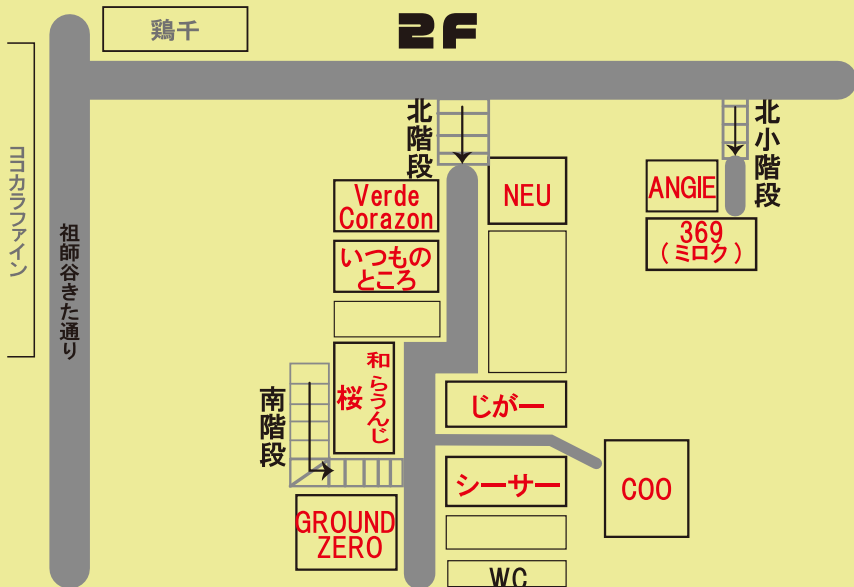 鶏千
2F
ココカラファイン
祖師谷きた通り
北階段
北小階段
Verde
Corazon
NEU
ANGIE
369
(ミロク)
いつもの
ところ
和らうんじ
桜
南階段
じがー
シーサー
COO
GROUND
ZERO
WC